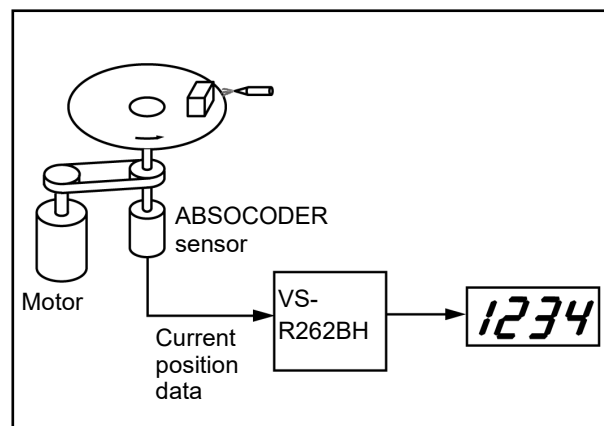 ABSOCODER
sensor
Motor
VS-
R262BH
1234
Current
position
data